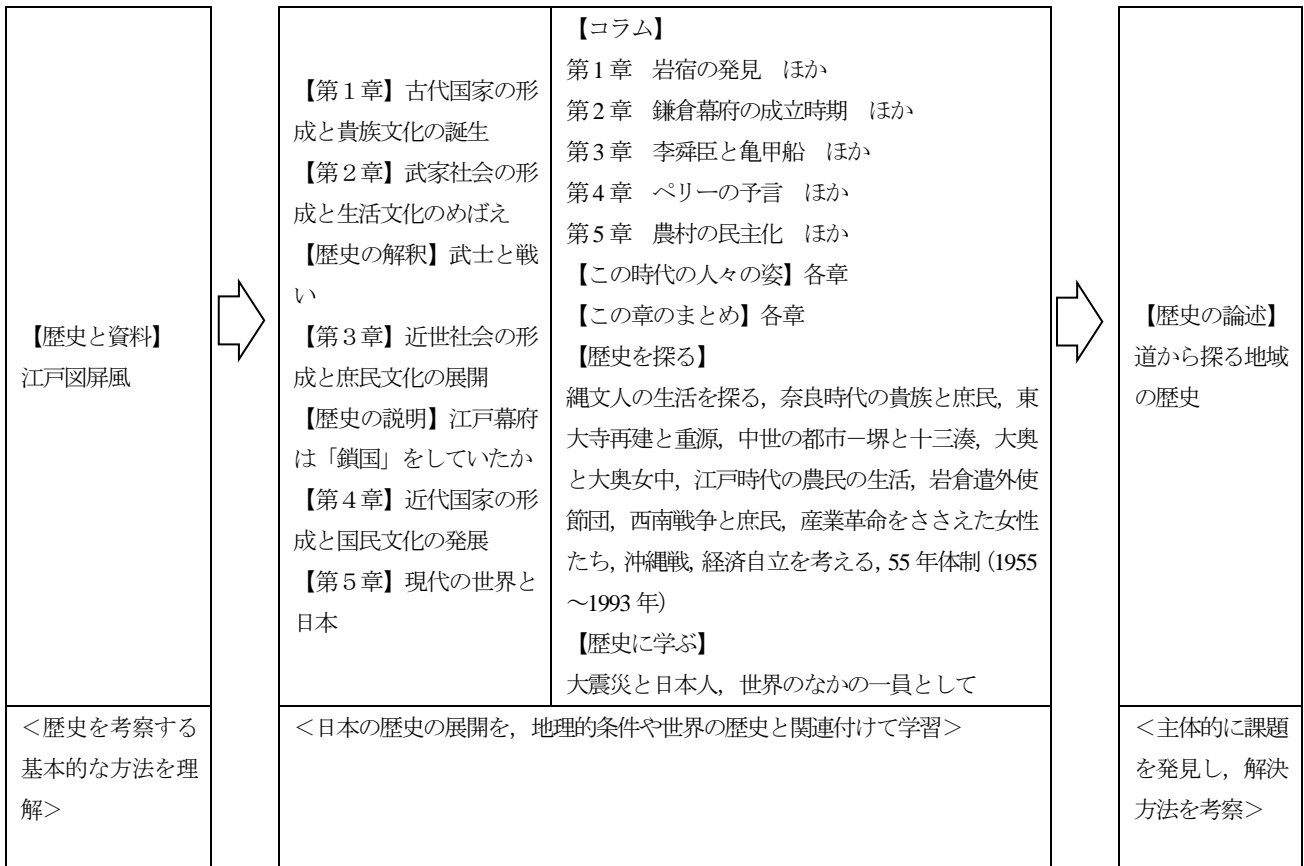 【歴史と資料】
江戸図屏風
＜歴史を考察する
基本的な方法を理
解＞
【第１章】古代国家の形
成と貴族文化の誕生
【第２章】武家社会の形
成と生活文化のめばえ
【歴史の解釈】武士と戦
い
【第３章】近世社会の形
成と庶民文化の展開
【歴史の説明】江戸幕府
は「鎖国」をしていたか
【第４章】近代国家の形
成と国民文化の発展
【第５章】現代の世界と
日本
【コラム】
第1章　岩宿の発見　ほか
第2章　鎌倉幕府の成立時期　ほか
第3章　李舜臣と亀甲船　ほか
第4章　ペリーの予言　ほか
第5章　農村の民主化　ほか
【この時代の人々の姿】各章
【この章のまとめ】各章
【歴史を探る】
縄文人の生活を探る，奈良時代の貴族と庶民，東
大寺再建と重源，中世の都市－堺と十三湊，大奥
と大奥女中，江戸時代の農民の生活，岩倉遣外使
節団，西南戦争と庶民，産業革命をささえた女性
たち，沖縄戦，経済自立を考える，55年体制（1955
～1993年）
【歴史に学ぶ】
大震災と日本人，世界のなかの一員として
＜日本の歴史の展開を，地理的条件や世界の歴史と関連付けて学習＞
【歴史の論述】
道から探る地域
の歴史
＜主体的に課題
を発見し，解決
方法を考察＞